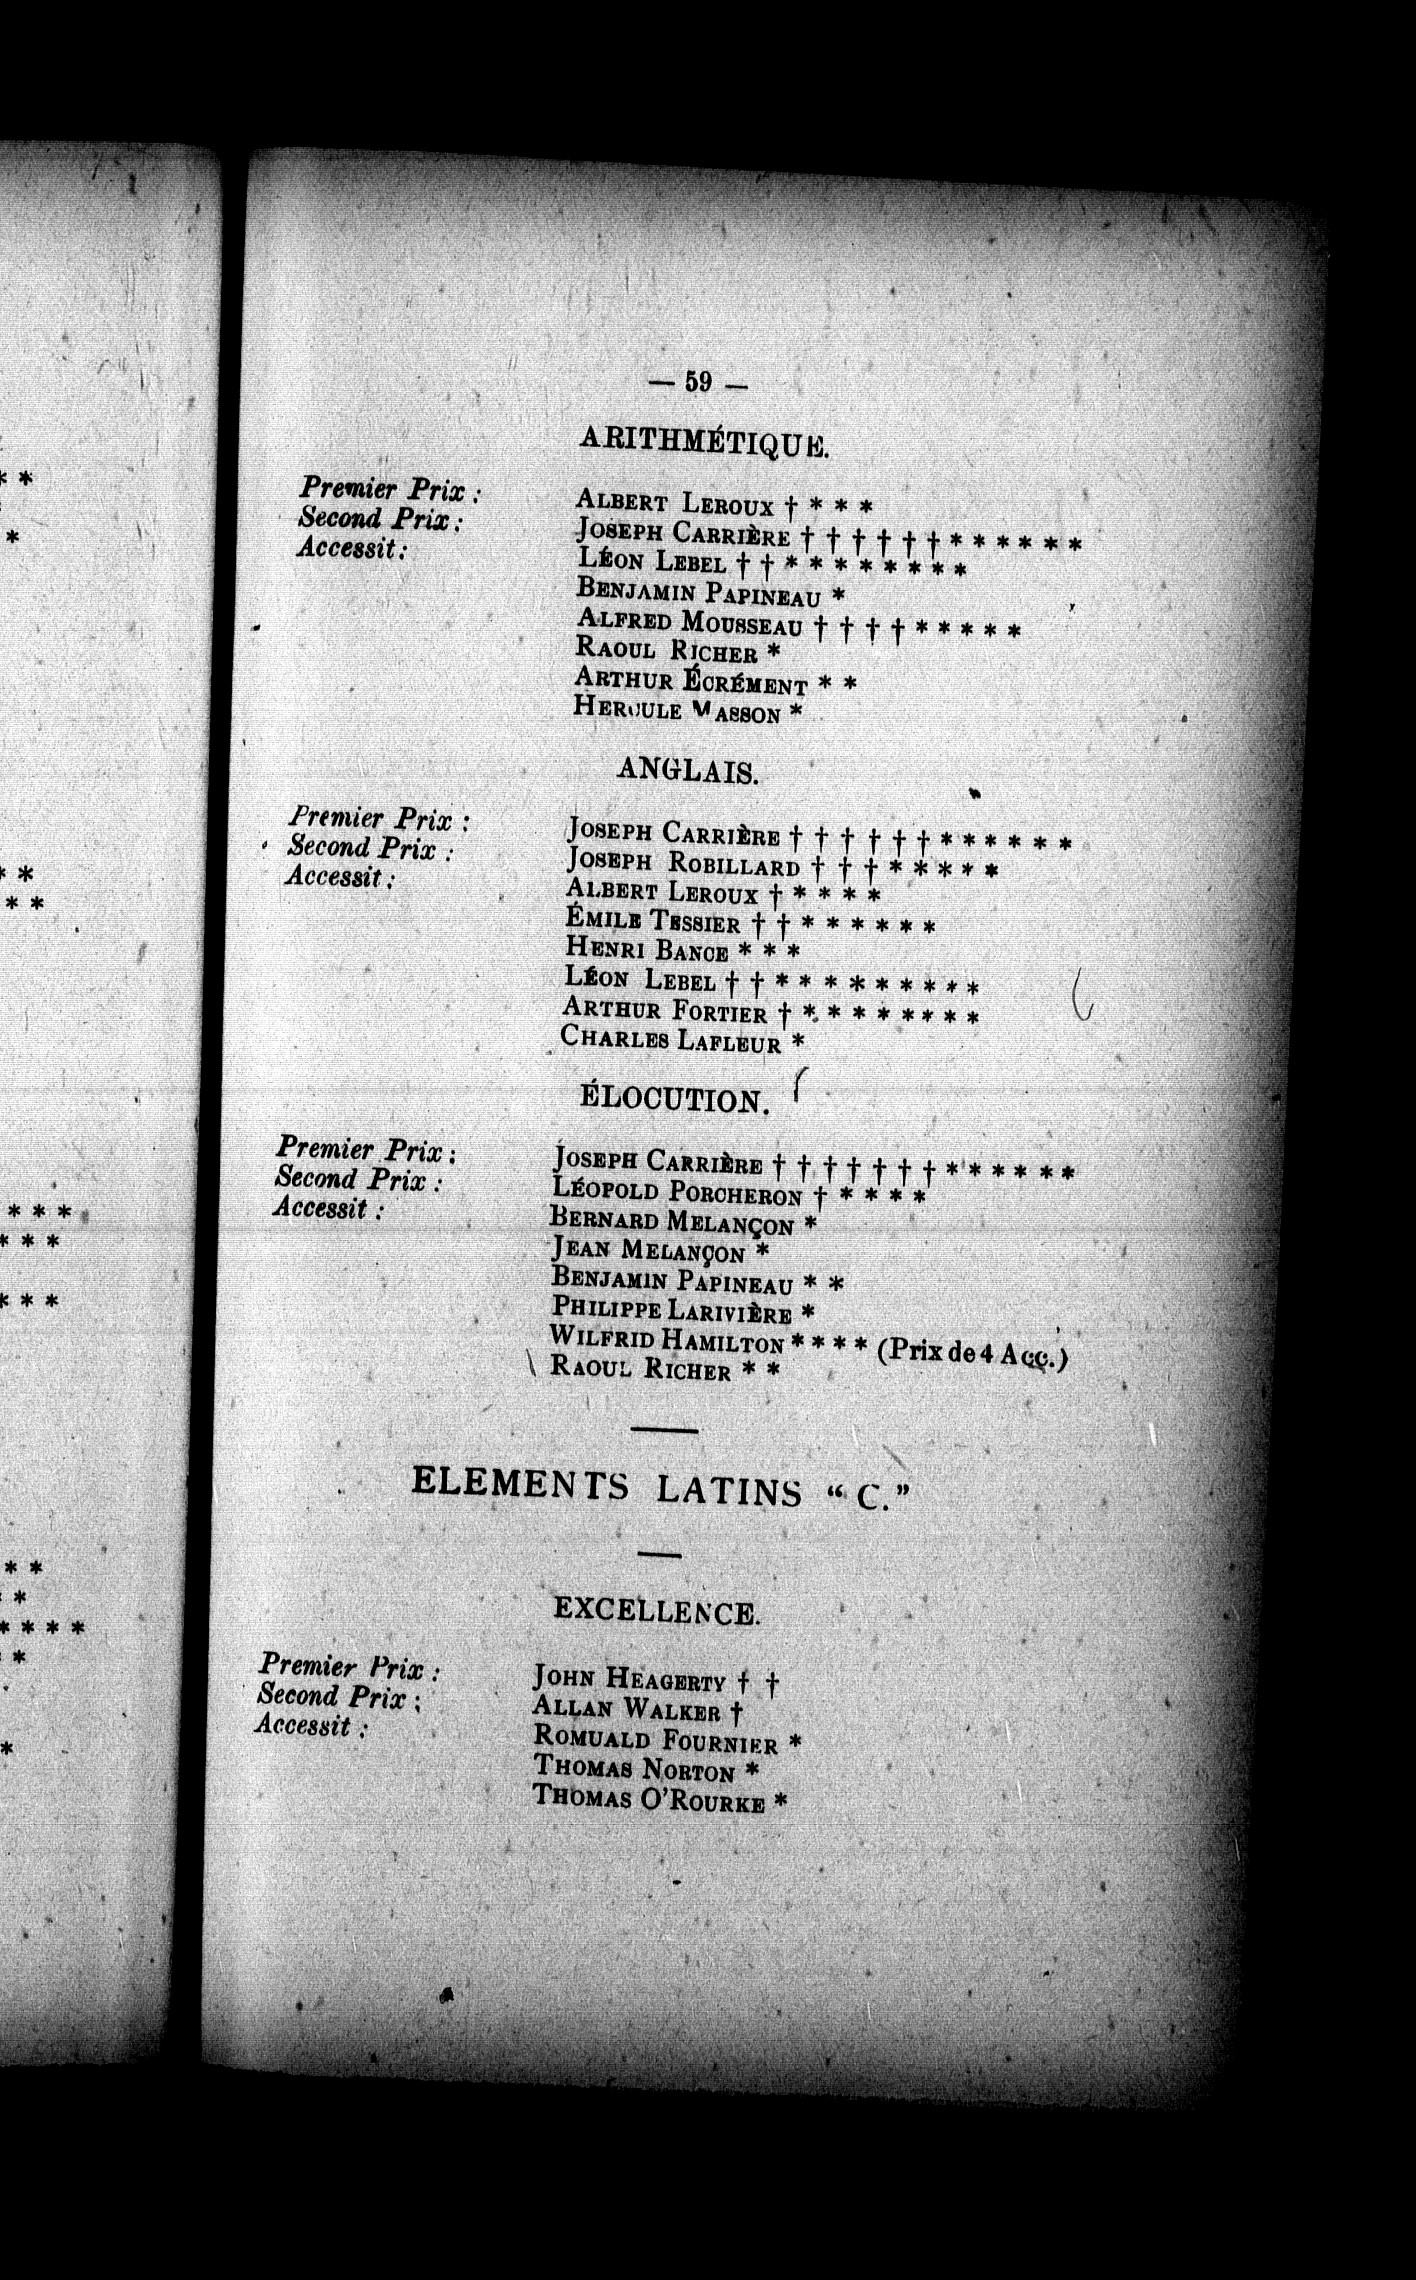 — 59 —
ARITHMÉTIQUE.
Premier Prix : ALBERT LEROUX † * * *
Second Prix : JOSEPH CARRIÈRE † † † † † † * * * * * *
Accessit : LÉON LEBEL † † * * * * * * * *
BENJAMIN PAPINEAU *
ALFRED MOUSSEAU † † † † * * * * *
RAOUL RICHER *
ARTHUR ÉCRÉMENT * *
HERCULE MASSON *
ANGLAIS.
Premier Prix : JOSEPH CARRIÈRE † † † † † † * * * * * *
Second Prix : JOSEPH ROBILLARD † † † * * * * *
Accessit : ALBERT LEROUX † * * * *
ÉMILE TESSIER † † * * * * * *
HENRI BANCE * * *
LÉON LEBEL † † * * * * * * * * *
ARTHUR FORTIER † * * * * * * * *
CHARLES LAFLEUR *
ÉLOCUTION.
Premier Prix : JOSEPH CARRIÈRE † † † † † † † * * * * * *
Second Prix : LÉOPOLD PORCHERON † * * * *
Accessit : BERNARD MELANÇON *
JEAN MELANÇON *
BENJAMIN PAPINEAU * *
PHILIPPE LARIVIÈRE *
WILFRID HAMILTON * * * * (Prix de 4 Acc.)
RAOUL RICHER * *
ELEMENTS LATINS “ C.”
EXCELLENCE.
Premier Prix : JOHN HEAGERTY † †
Second Prix : ALLAN WALKER †
Accessit : ROMUALD FOURNIER *
THOMAS NORTON *
THOMAS O'ROURKE *